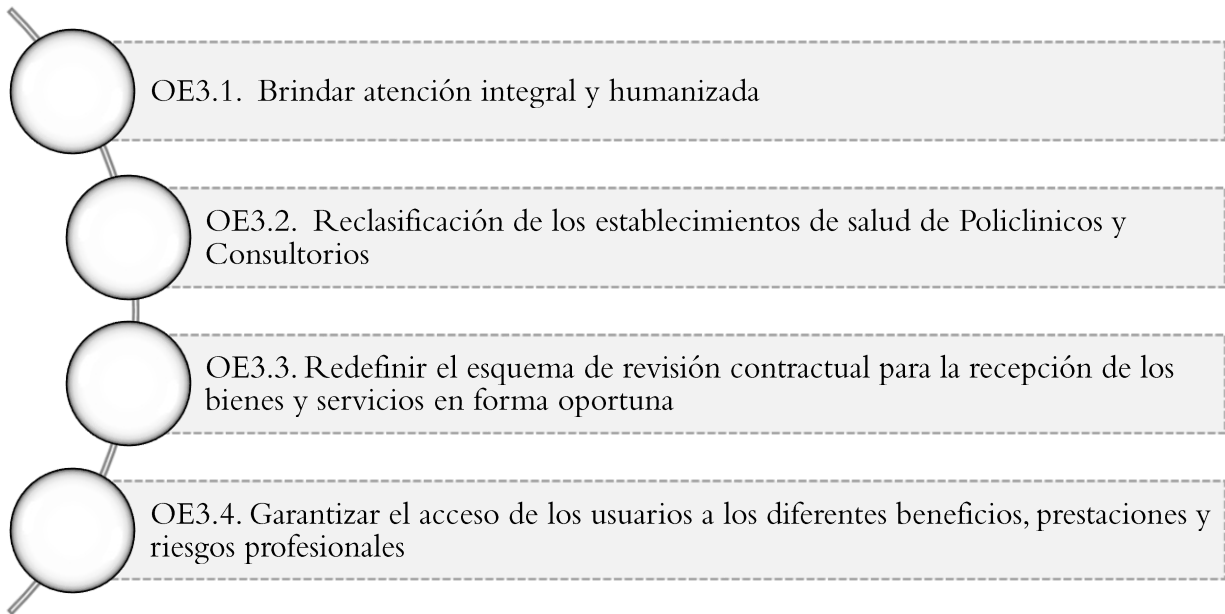 OE3.1. Brindar atención integral y humanizada
OE3.2. Reclasificación de los establecimientos de salud de Policlinicos y
Consultorios
OE3.3. Redefinir el esquema de revisión contractual para la recepción de los
bienes y servicios en forma oportuna
OE3.4. Garantizar el acceso de los usuarios a los diferentes beneficios, prestaciones y
riesgos profesionales